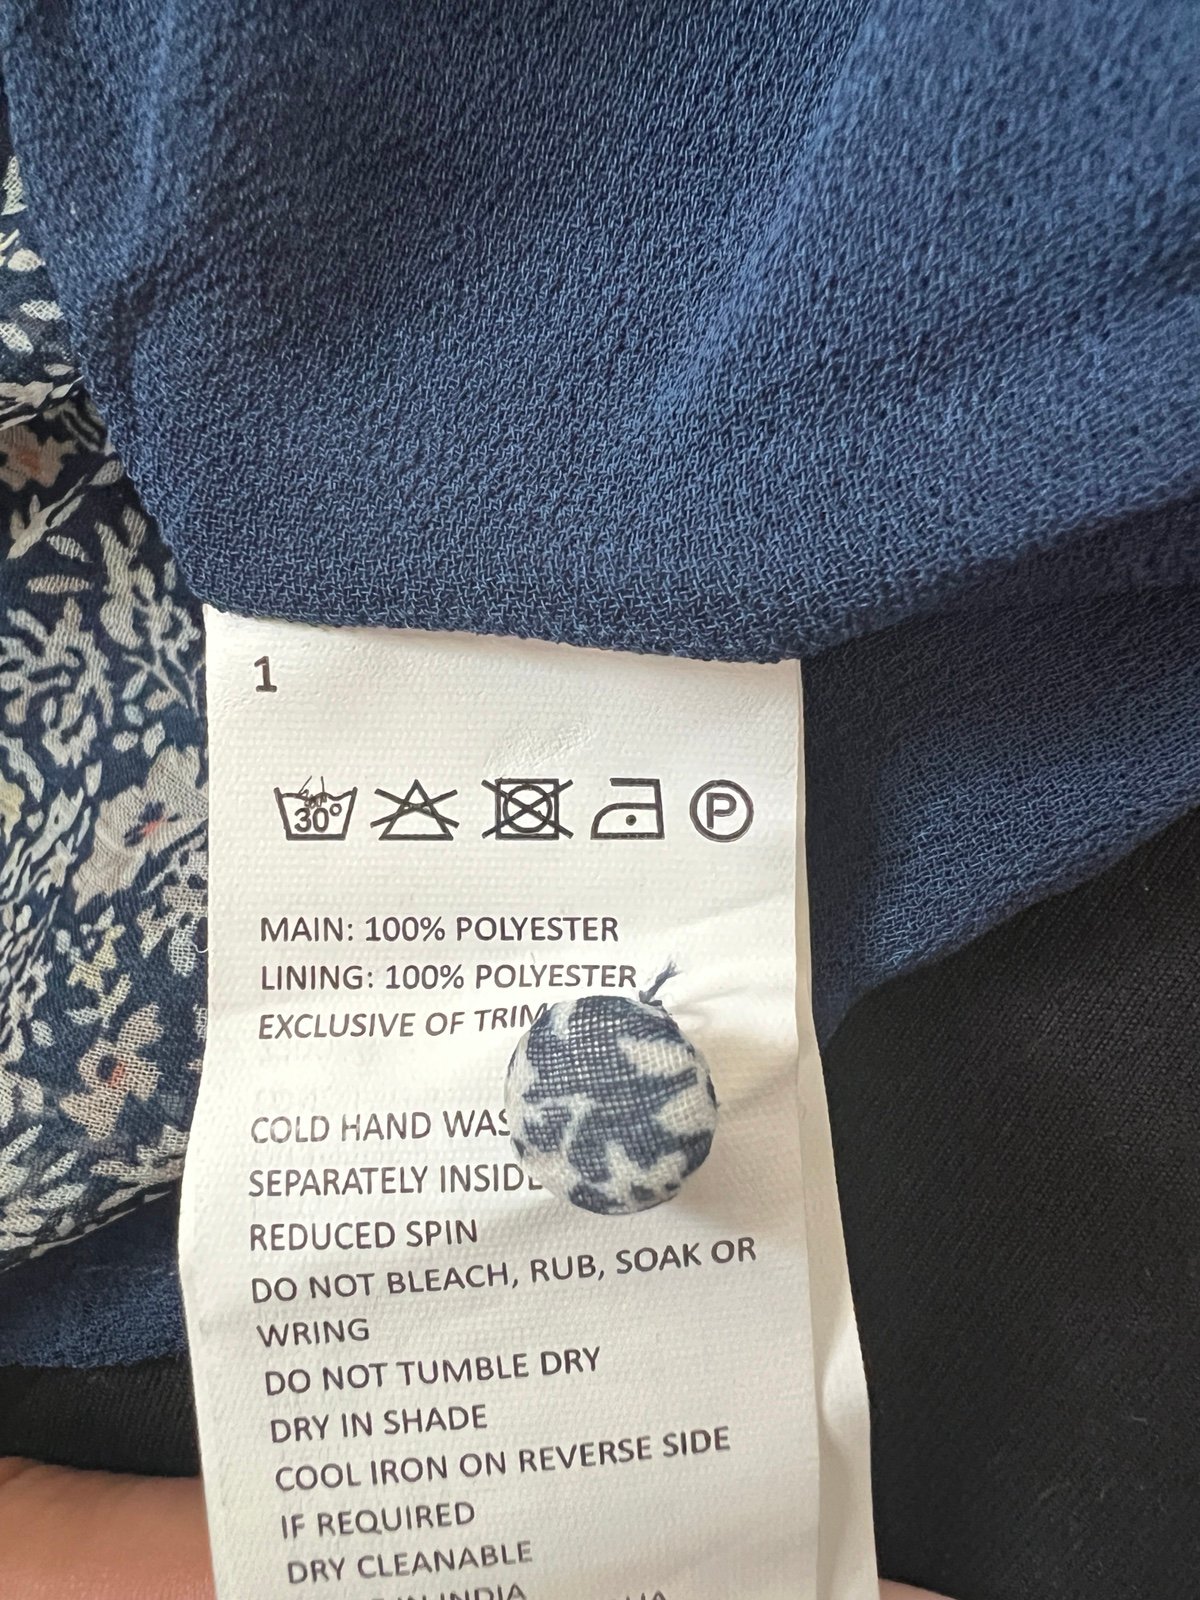 1
30°
P
MAIN: 100% POLYESTER
LINING: 100% POLYESTER
EXCLUSIVE OF TRIM
COLD HAND WAS
SEPARATELY INSIDE
REDUCED SPIN
DO NOT BLEACH, RUB, SOAK OR
WRING
DO NOT TUMBLE DRY
DRY IN SHADE
COOL IRON ON REVERSE SIDE
IF REQUIRED
DRY CLEANABLE
IN INDIA